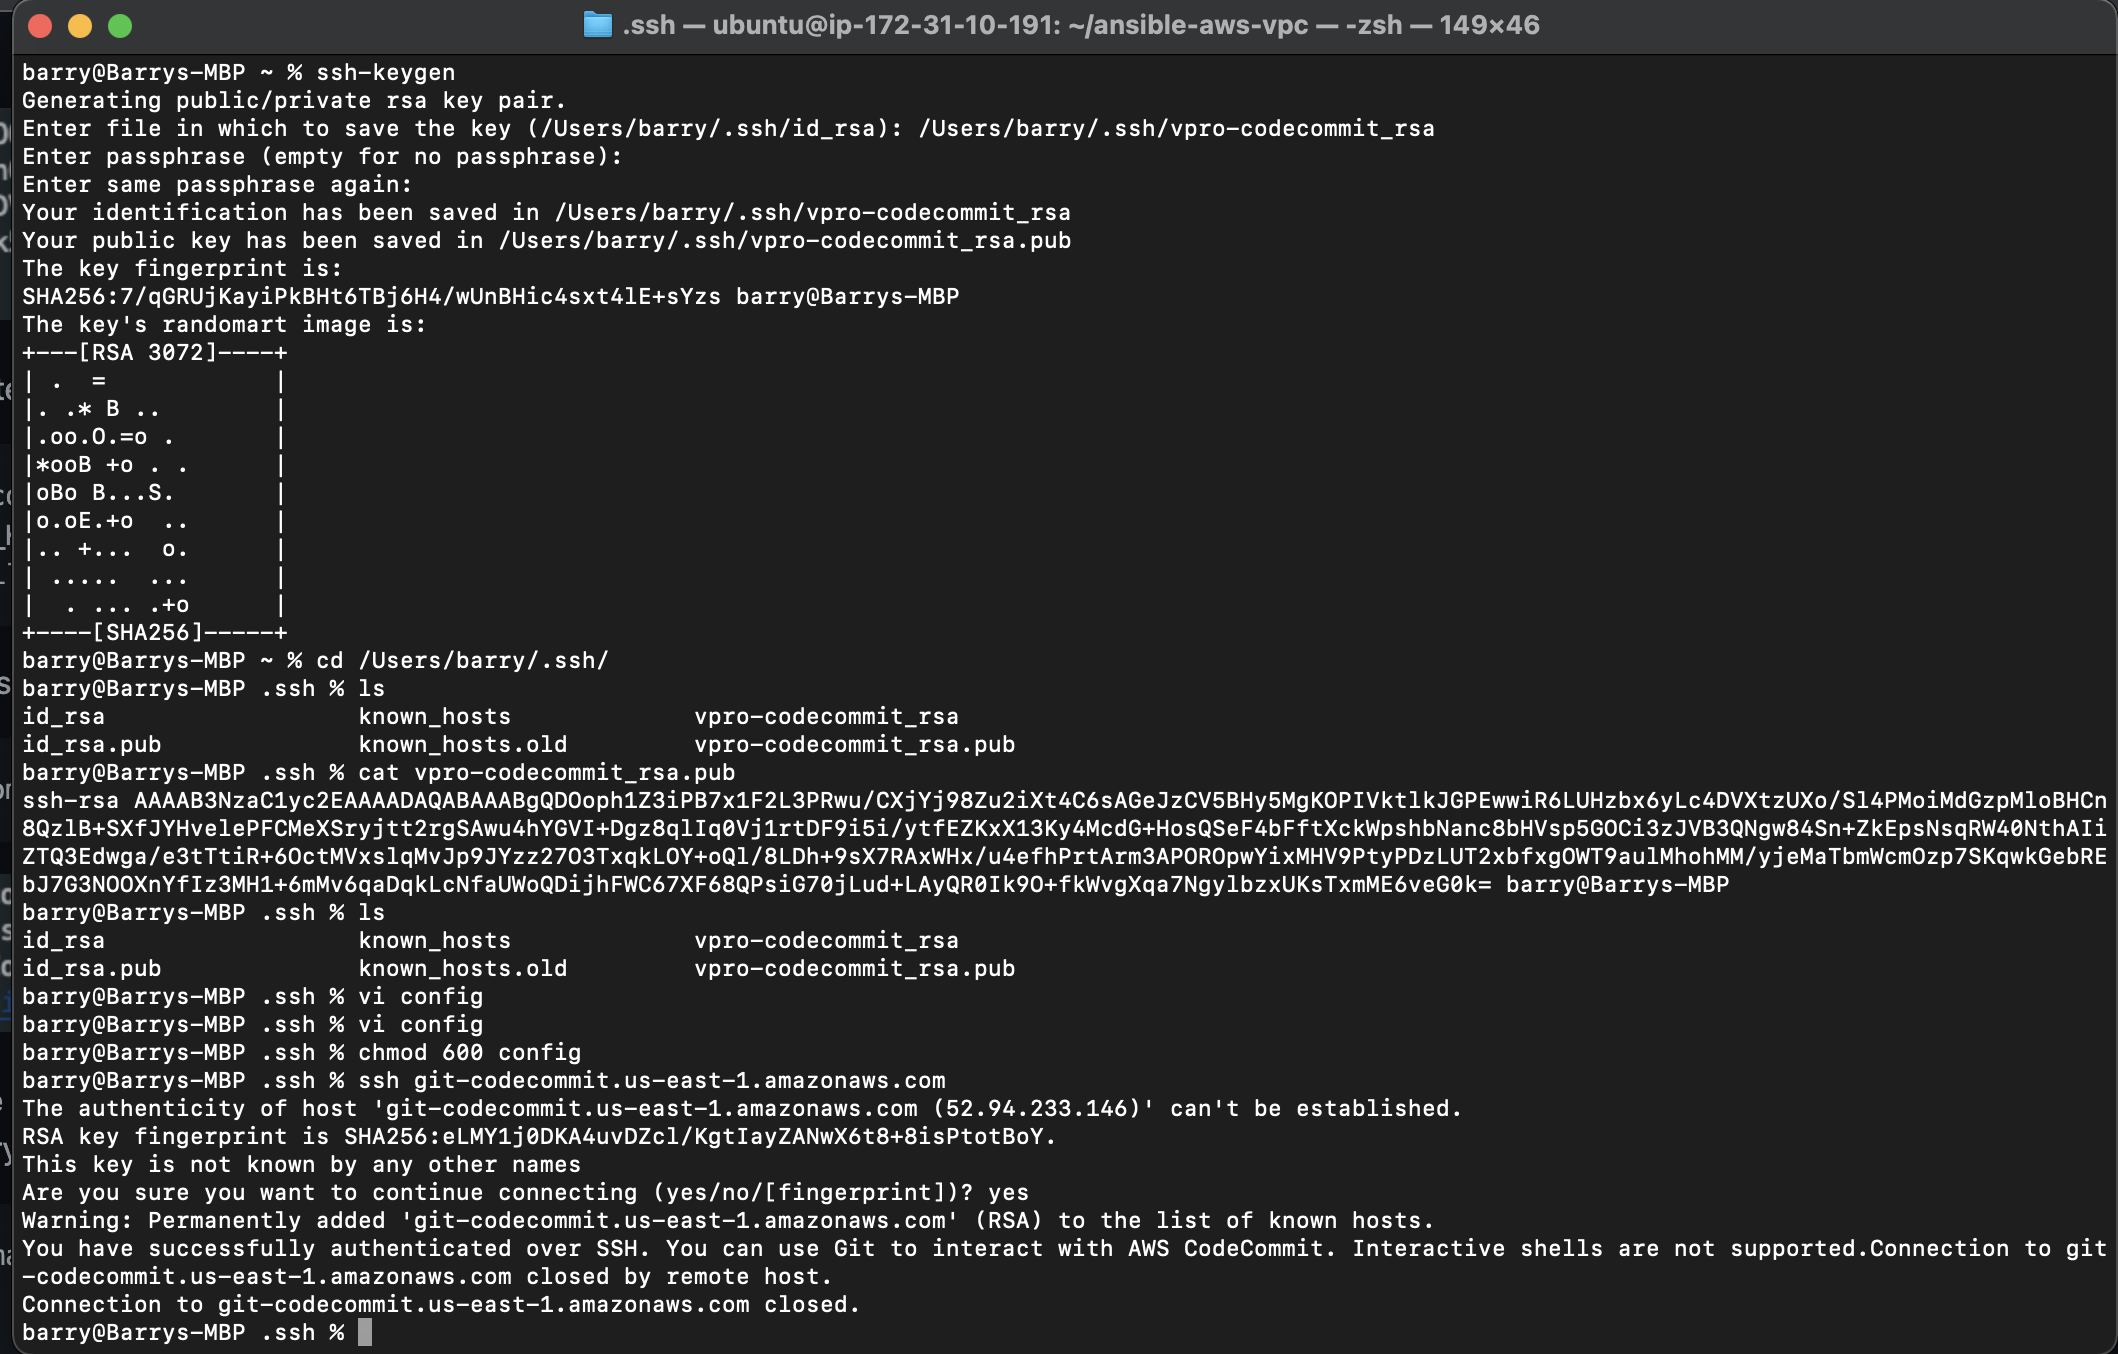 .ssh — ubuntu@ip-172-31-10-191: ~/ansible-aws-vpc — -zsh — 149×46
barry@Barrys-MBP ~ % ssh-keygen
Generating public/private rsa key pair.
Enter file in which to save the key (/Users/barry/.ssh/id_rsa): /Users/barry/.ssh/vpro-codecommit_rsa
Enter passphrase (empty for no passphrase):
Enter same passphrase again:
Your identification has been saved in /Users/barry/.ssh/vpro-codecommit_rsa
Your public key has been saved in /Users/barry/.ssh/vpro-codecommit_rsa.pub
The key fingerprint is:
SHA256:7/qGRUjKayiPkBHt6TBj6H4/wUnBHic4sxt4lE+sYzs barry@Barrys-MBP
The key's randomart image is:
+---[RSA 3072]----+
| .  =            |
|. .* B ..        |
|.oo.O.=o .       |
|*ooB +o . .      |
|oBo B...S.       |
|o.oE.+o  ..      |
|.. +...  o.      |
| .....  ...      |
|  . ... .+o      |
+----[SHA256]-----+
barry@Barrys-MBP ~ % cd /Users/barry/.ssh/
barry@Barrys-MBP .ssh % ls
id_rsa                  known_hosts             vpro-codecommit_rsa
id_rsa.pub              known_hosts.old         vpro-codecommit_rsa.pub
barry@Barrys-MBP .ssh % cat vpro-codecommit_rsa.pub
ssh-rsa AAAAB3NzaC1yc2EAAAADAQABAAABgQDOoph1Z3iPB7x1F2L3PRwu/CXjYj98Zu2iXt4C6sAGeJzCV5BHy5MgKOPIVktlkJGPEwwiR6LUHzbx6yLc4DVXtzUXo/Sl4PMoiMdGzpMloBHCn
8QzlB+SXfJYHvelePFCMeXSryjtt2rgSAwu4hYGVI+Dgz8qlIq0Vj1rtDF9i5i/ytfEZKxX13Ky4McdG+HosQSeF4bFftXckWpshbNanc8bHVsp5GOCi3zJVB3QNgw84Sn+ZkEpsNsqRW40NthAIi
ZTQ3Edwga/e3tTtiR+6OctMVxslqMvJp9JYzz27O3TxqkLOY+oQl/8LDh+9sX7RAxWHx/u4efhPrtArm3APOROpwYixMHV9PtyPDzLUT2xbfxgOWT9aulMhohMM/yjeMaTbmWcmOzp7SKqwkGebRE
bJ7G3NOOXnYfIz3MH1+6mMv6qaDqkLcNfaUWoQDijhFWC67XF68QPsiG70jLud+LAyQR0Ik9O+fkWvgXqa7NgylbzxUKsTxmME6veG0k= barry@Barrys-MBP
barry@Barrys-MBP .ssh % ls
id_rsa                  known_hosts             vpro-codecommit_rsa
id_rsa.pub              known_hosts.old         vpro-codecommit_rsa.pub
barry@Barrys-MBP .ssh % vi config
barry@Barrys-MBP .ssh % vi config
barry@Barrys-MBP .ssh % chmod 600 config
barry@Barrys-MBP .ssh % ssh git-codecommit.us-east-1.amazonaws.com
The authenticity of host 'git-codecommit.us-east-1.amazonaws.com (52.94.233.146)' can't be established.
RSA key fingerprint is SHA256:eLMY1j0DKA4uvDZcl/KgtIayZANwX6t8+8isPtotBoY.
This key is not known by any other names
Are you sure you want to continue connecting (yes/no/[fingerprint])? yes
Warning: Permanently added 'git-codecommit.us-east-1.amazonaws.com' (RSA) to the list of known hosts.
You have successfully authenticated over SSH. You can use Git to interact with AWS CodeCommit. Interactive shells are not supported.Connection to git
-codecommit.us-east-1.amazonaws.com closed by remote host.
Connection to git-codecommit.us-east-1.amazonaws.com closed.
barry@Barrys-MBP .ssh %